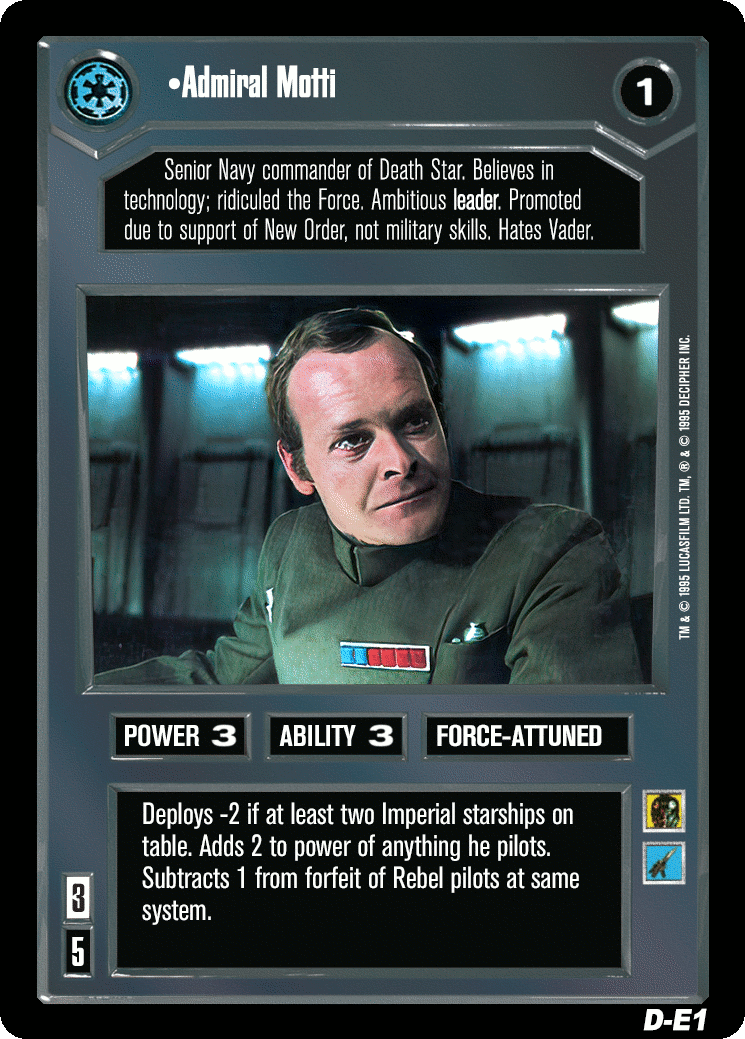 •Admiral Motti
1
Senior Navy commander of Death Star. Believes in
technology; ridiculed the Force. Ambitious leader. Promoted
due to support of New Order, not military skills. Hates Vader.
TM & © 1995 LUCASFILM LTD. TM, ® & © 1995 DECIPHER INC.
POWER 3
ABILITY 3
FORCE-ATTUNED
Deploys -2 if at least two Imperial starships on
table. Adds 2 to power of anything he pilots.
Subtracts 1 from forfeit of Rebel pilots at same
system.
3
5
D-E1